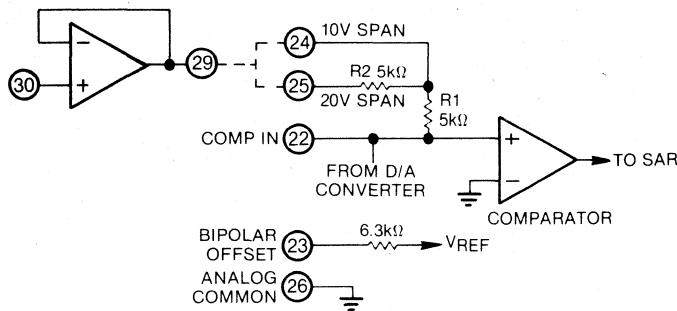 24 10V SPAN
29
R2 5kΩ
25
30
20V SPAN
R1
5kΩ
COMP IN 22
TO SAR
FROM D/A
CONVERTER
COMPARATOR
6.3kΩ
BIPOLAR
OFFSET
23
VREF
ANALOG
COMMON
26